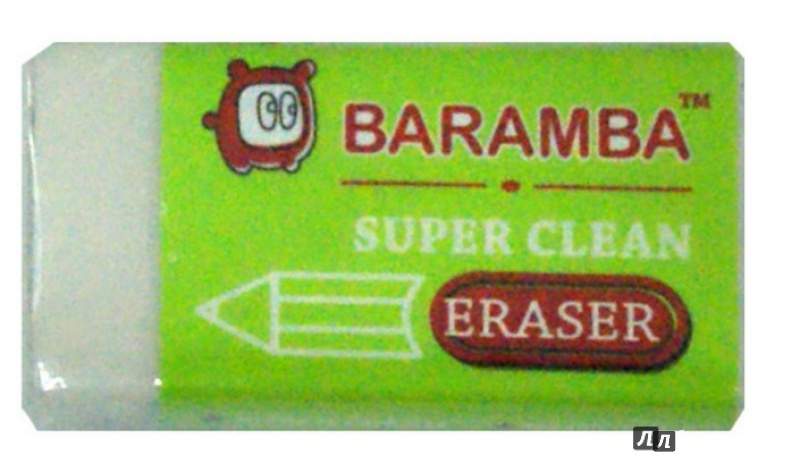 BARAMBA™
SUPER CLEAN
ERASER
ЛЛ